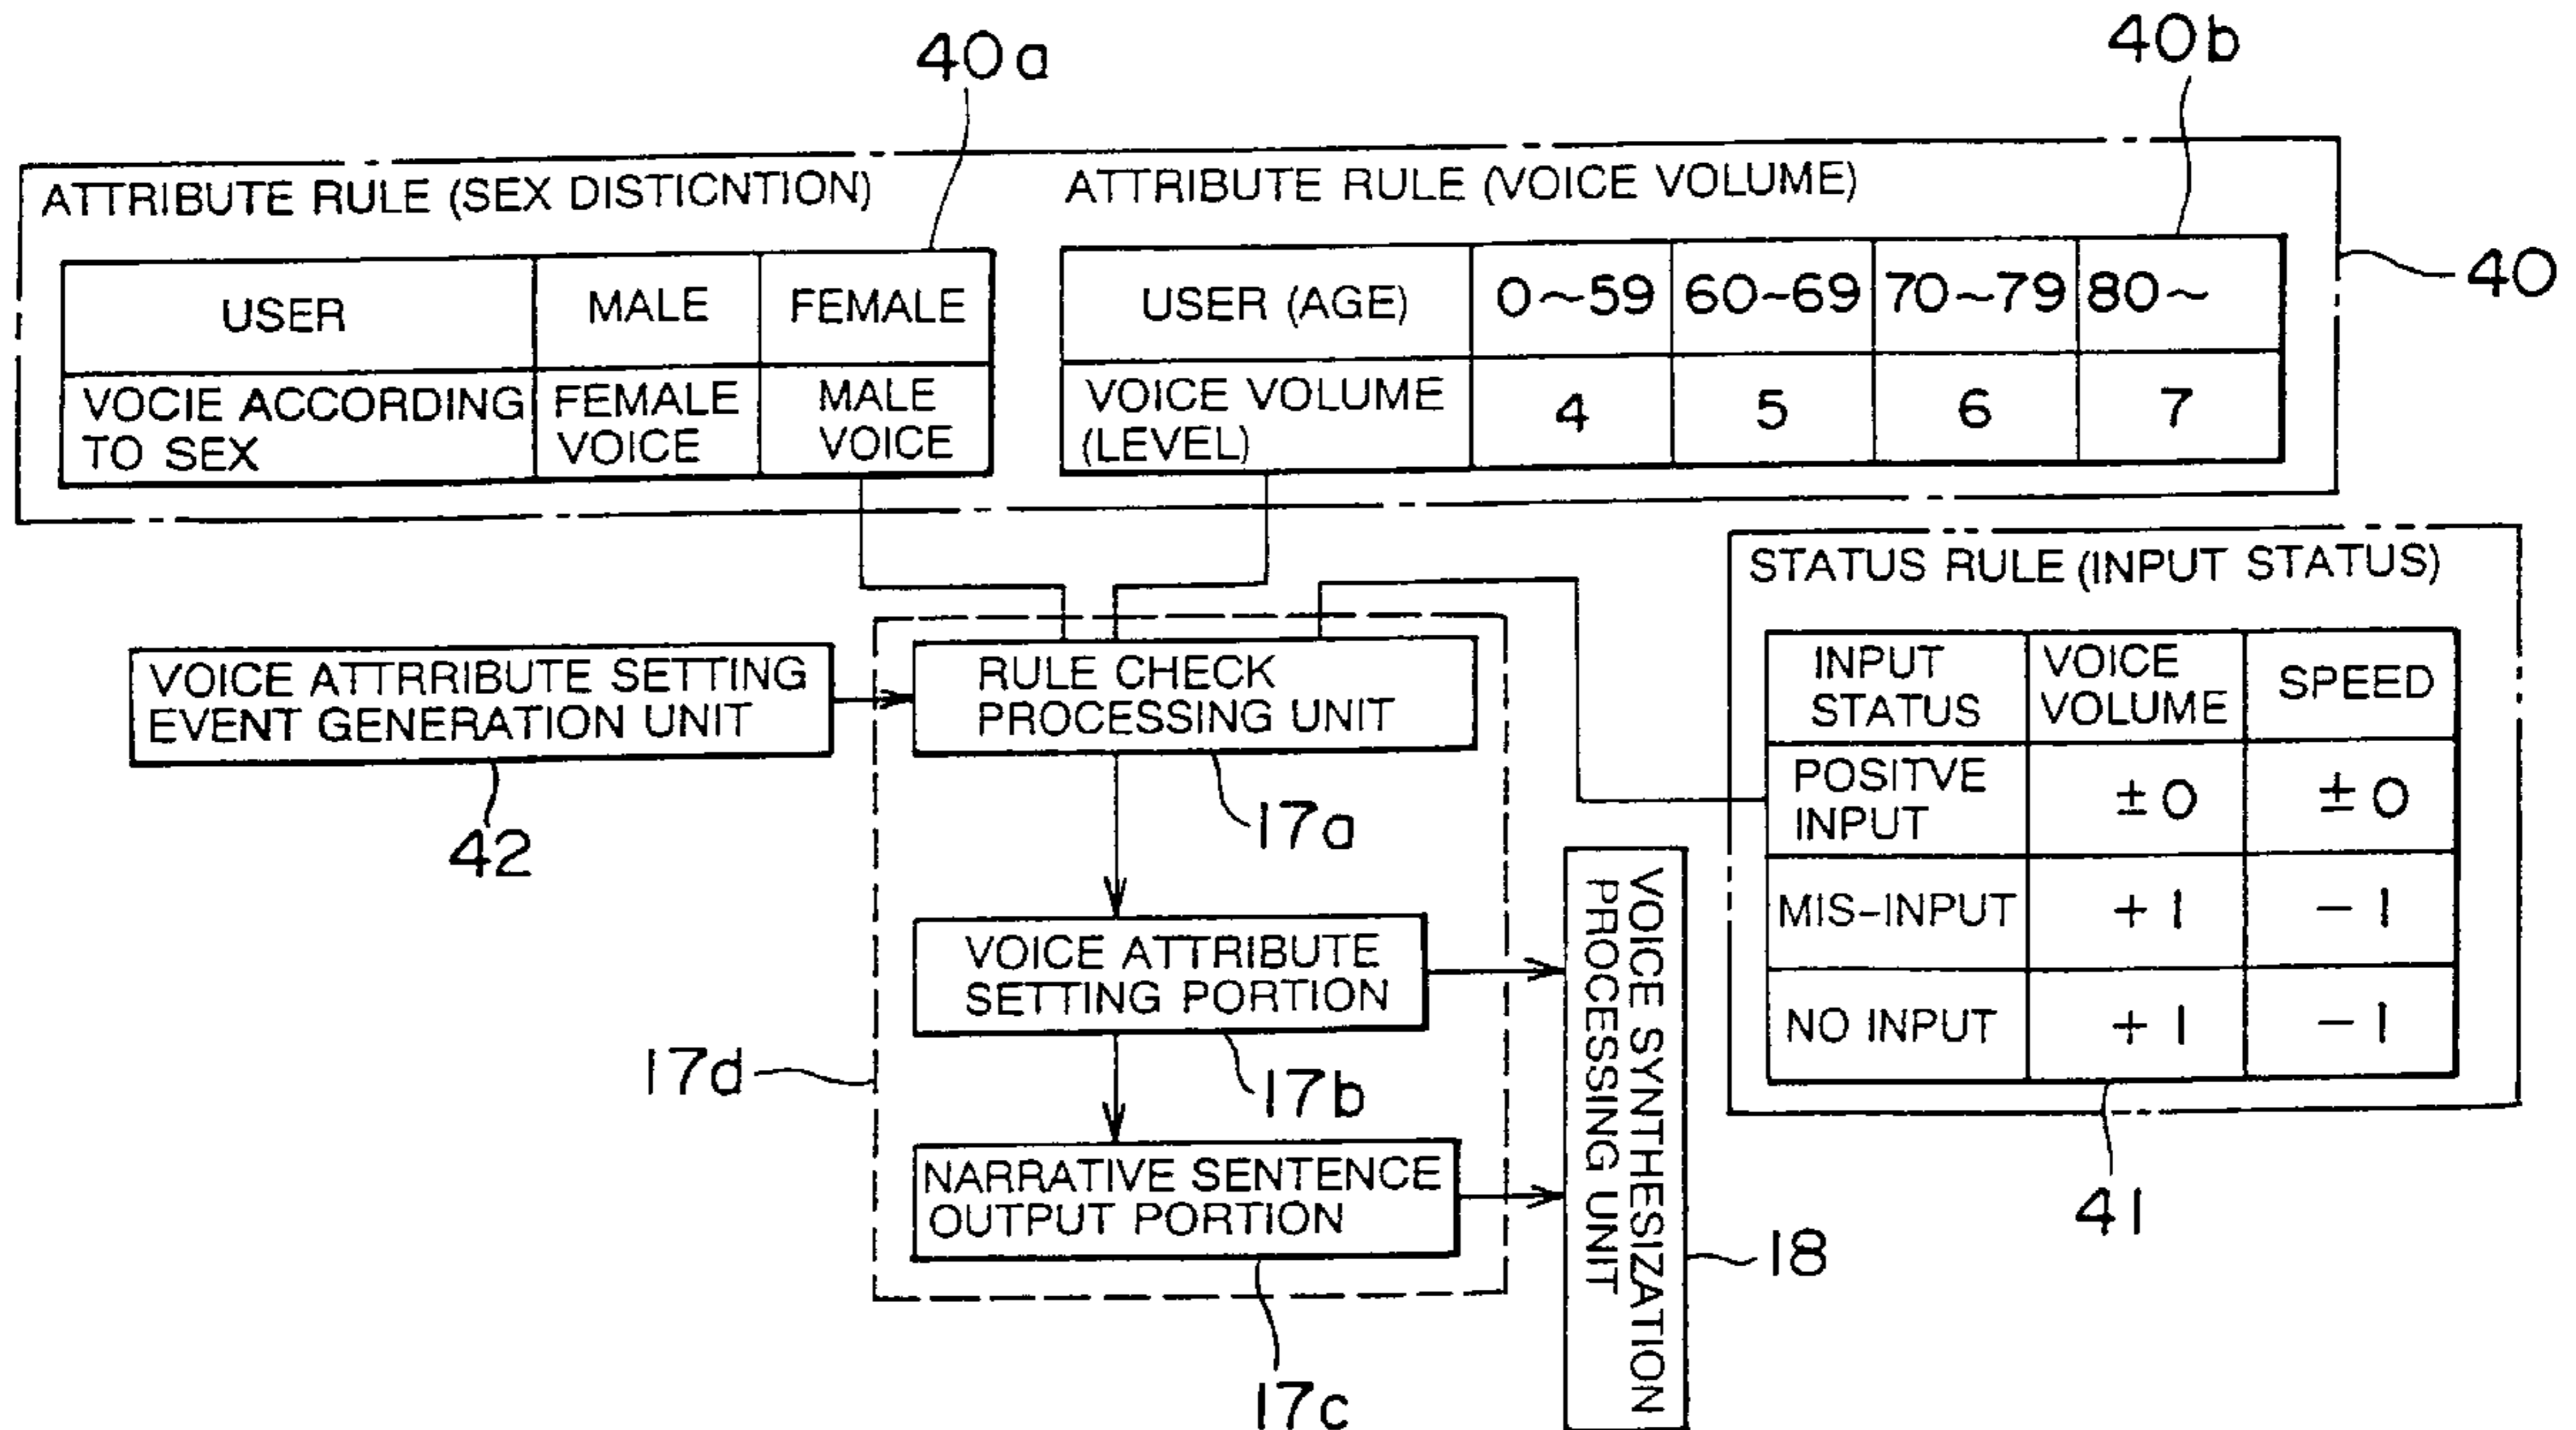 40a
40b
ATTRIBUTE RULE (SEX DISTICNTION)
ATTRIBUTE RULE (VOICE VOLUME)
40
USER
MALE
FEMALE
VOCIE ACCORDING
TO SEX
FEMALE
VOICE
MALE
VOICE
USER (AGE)
0~59
60~69
70~79
80~
VOICE VOLUME
(LEVEL)
4
5
6
7
STATUS RULE (INPUT STATUS)
INPUT
STATUS
VOICE
VOLUME
SPEED
POSITVE
INPUT
±0
±0
MIS-INPUT
+1
-1
NO INPUT
+1
-1
41
VOICE ATTRRIBUTE SETTING
EVENT GENERATION UNIT
42
RULE CHECK
PROCESSING UNIT
17a
VOICE ATTRIBUTE
SETTING PORTION
17b
17d
NARRATIVE SENTENCE
OUTPUT PORTION
17c
VOICE SYNTHESIZATION
PROCESSING UNIT
18